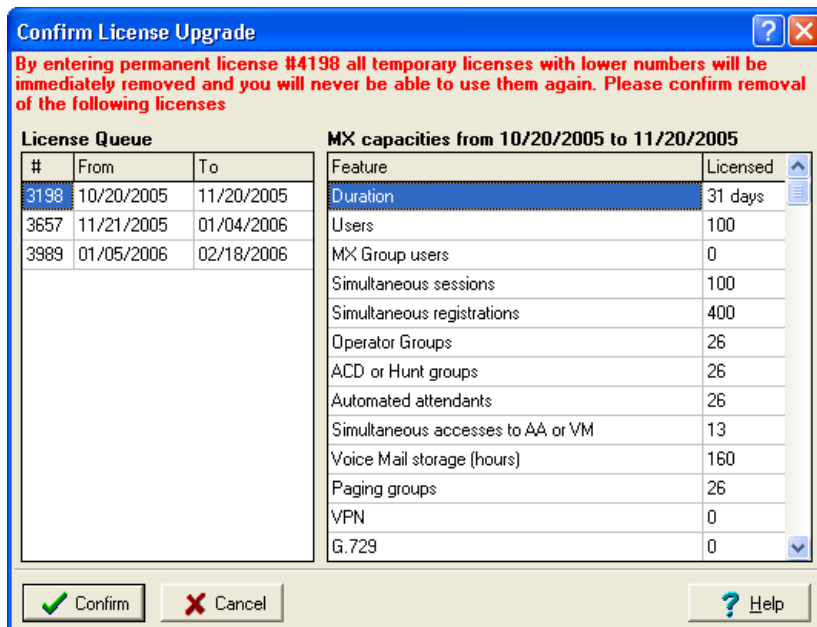 Confirm License Upgrade
By entering permanent license #4198 all temporary licenses with lower numbers will be
immediately removed and you will never be able to use them again. Please confirm removal
of the following licenses
License Queue
# From To
3198 10/20/2005 11/20/2005
3657 11/21/2005 01/04/2006
3989 01/05/2006 02/18/2006
MX capacities from 10/20/2005 to 11/20/2005
Feature Licensed
Duration 31 days
Users 100
MX Group users 0
Simultaneous sessions 100
Simultaneous registrations 400
Operator Groups 26
ACD or Hunt groups 26
Automated attendants 26
Simultaneous accesses to AA or VM 13
Voice Mail storage (hours) 160
Paging groups 26
VPN 0
G.729 0
Confirm Cancel ? Help